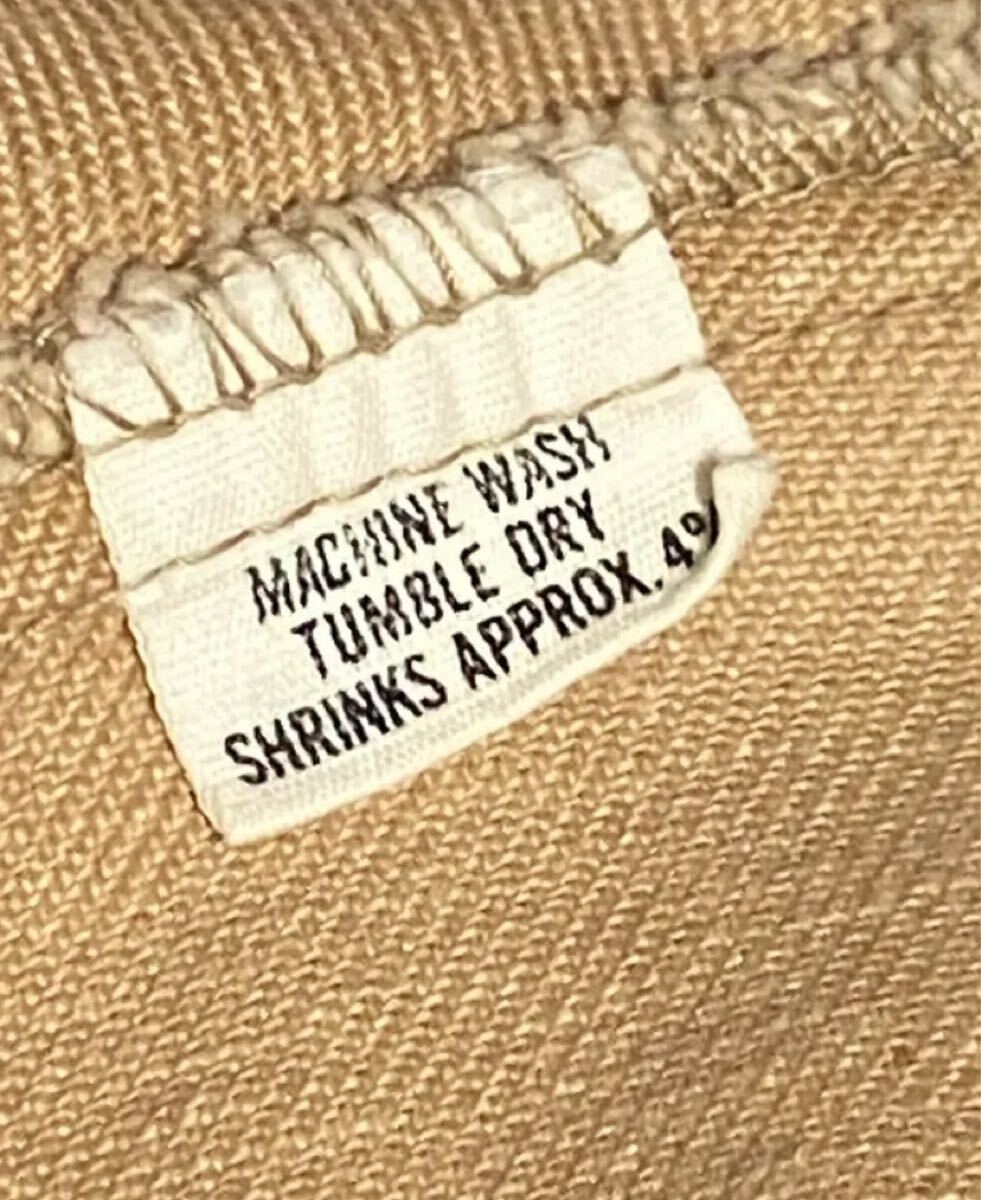 MACHINE WASH
TUMBLE DRY
SHRINKS APPROX. 4%